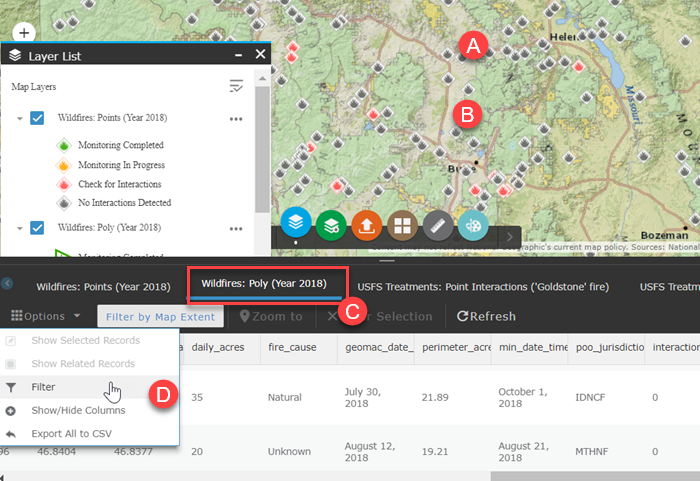 A
Helen
Layer List
Map Layers
Wildfires: Points (Year 2018)
Monitoring Completed
Monitoring In Progress
Check for Interactions
No Interactions Detected
Wildfires: Poly (Year 2018)
B
Missouri
Bu
Bozeman
geographic's current map policy. Sources: National
Wildfires: Points (Year 2018)
Wildfires: Poly (Year 2018)
USFS Treatments: Point Interactions ('Goldstone' fire)
USFS Treatm
C
Options
Filter by Map Extent
Zoom to
Selection
Refresh
daily_acres fire_cause geomac_date_ perimeter_acre min_date_time poo_jurisdictio interaction
Show Selected Records
Show Related Records
Filter
Show/Hide Columns
Export All to CSV
D
35 Natural July 30, 2018 21.89 October 1, 2018 IDNCF 0
96 46.8404 46.8377 20 Unknown August 12, 2018 19.21 August 21, 2018 MTHNF 0